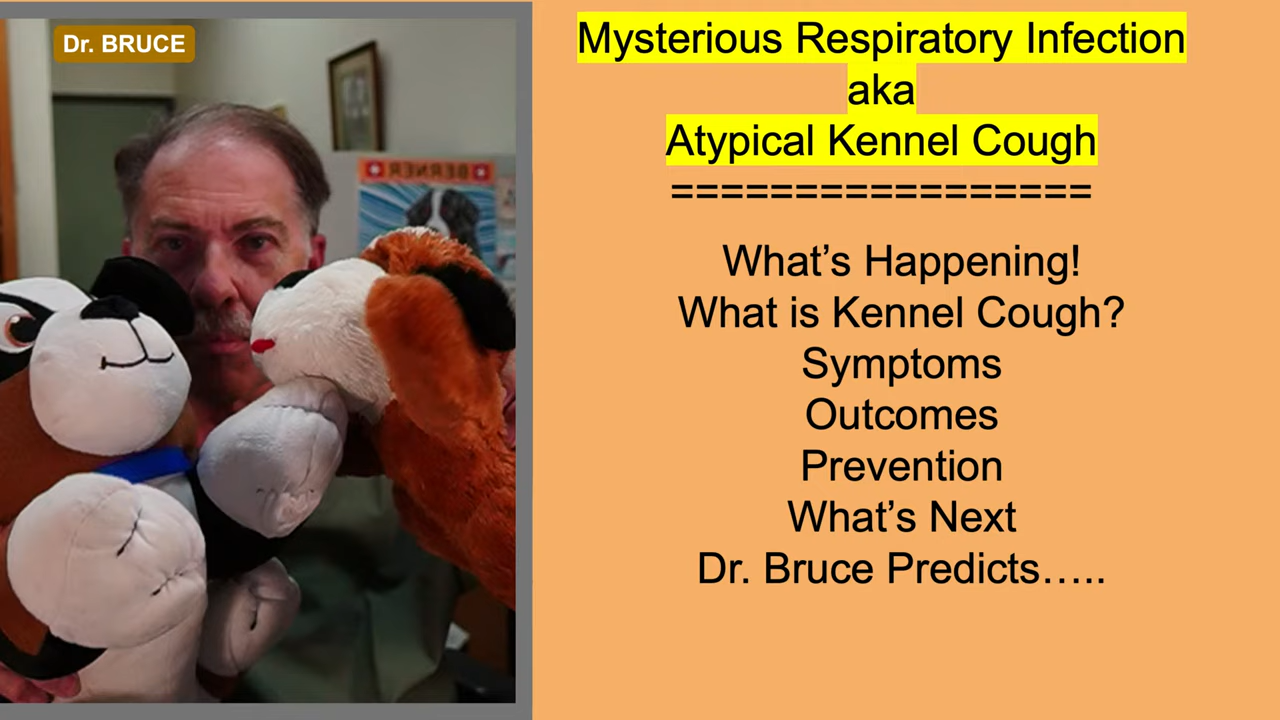 Dr. BRUCE
BERNER
Mysterious Respiratory Infection
aka
Atypical Kennel Cough
=================
What's Happening!
What is Kennel Cough?
Symptoms
Outcomes
Prevention
What's Next
Dr. Bruce Predicts…..